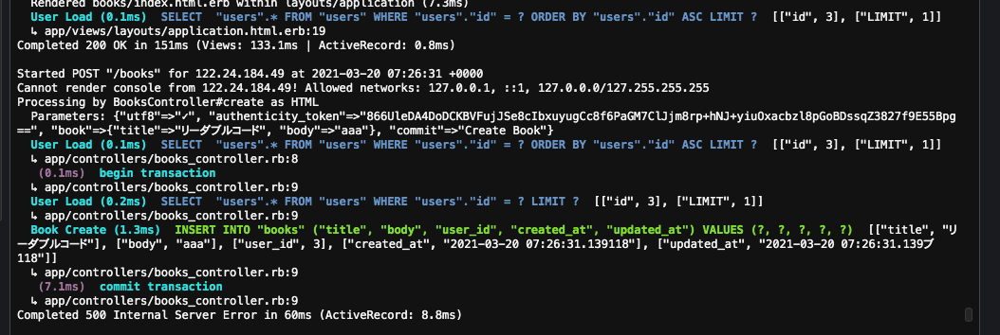 Rendered books/index.html.erb within layouts/application (7.3ms)
User Load (0.1ms)  SELECT  "users".* FROM "users" WHERE "users"."id" = ? ORDER BY "users"."id" ASC LIMIT ?  [["id", 3], ["LIMIT", 1]]
↳ app/views/layouts/application.html.erb:19
Completed 200 OK in 151ms (Views: 133.1ms | ActiveRecord: 0.8ms)
Started POST "/books" for 122.24.184.49 at 2021-03-20 07:26:31 +0000
Cannot render console from 122.24.184.49! Allowed networks: 127.0.0.1, ::1, 127.0.0.0/127.255.255.255
Processing by BooksController#create as HTML
Parameters: {"utf8"=>"✓", "authenticity_token"=>"866UleDA4DoDCKBVFujJSe8cIbxuyugCc8f6PaGM7ClJjm8rp+hNJ+yiuOxacbzl8pGoBDssqZ3827f9E55Bpg
==", "book"=>{"title"=>"リーダブルコード", "body"=>"aaa"}, "commit"=>"Create Book"}
User Load (0.1ms)  SELECT  "users".* FROM "users" WHERE "users"."id" = ? ORDER BY "users"."id" ASC LIMIT ?  [["id", 3], ["LIMIT", 1]]
↳ app/controllers/books_controller.rb:8
(0.1ms)  begin transaction
↳ app/controllers/books_controller.rb:9
User Load (0.2ms)  SELECT  "users".* FROM "users" WHERE "users"."id" = ? LIMIT ?  [["id", 3], ["LIMIT", 1]]
↳ app/controllers/books_controller.rb:9
Book Create (1.3ms)  INSERT INTO "books" ("title", "body", "user_id", "created_at", "updated_at") VALUES (?, ?, ?, ?, ?)  [["title", "リ
ーダブルコード"], ["body", "aaa"], ["user_id", 3], ["created_at", "2021-03-20 07:26:31.139118"], ["updated_at", "2021-03-20 07:26:31.139ブ
118"]]
↳ app/controllers/books_controller.rb:9
(7.1ms)  commit transaction
↳ app/controllers/books_controller.rb:9
Completed 500 Internal Server Error in 60ms (ActiveRecord: 8.8ms)